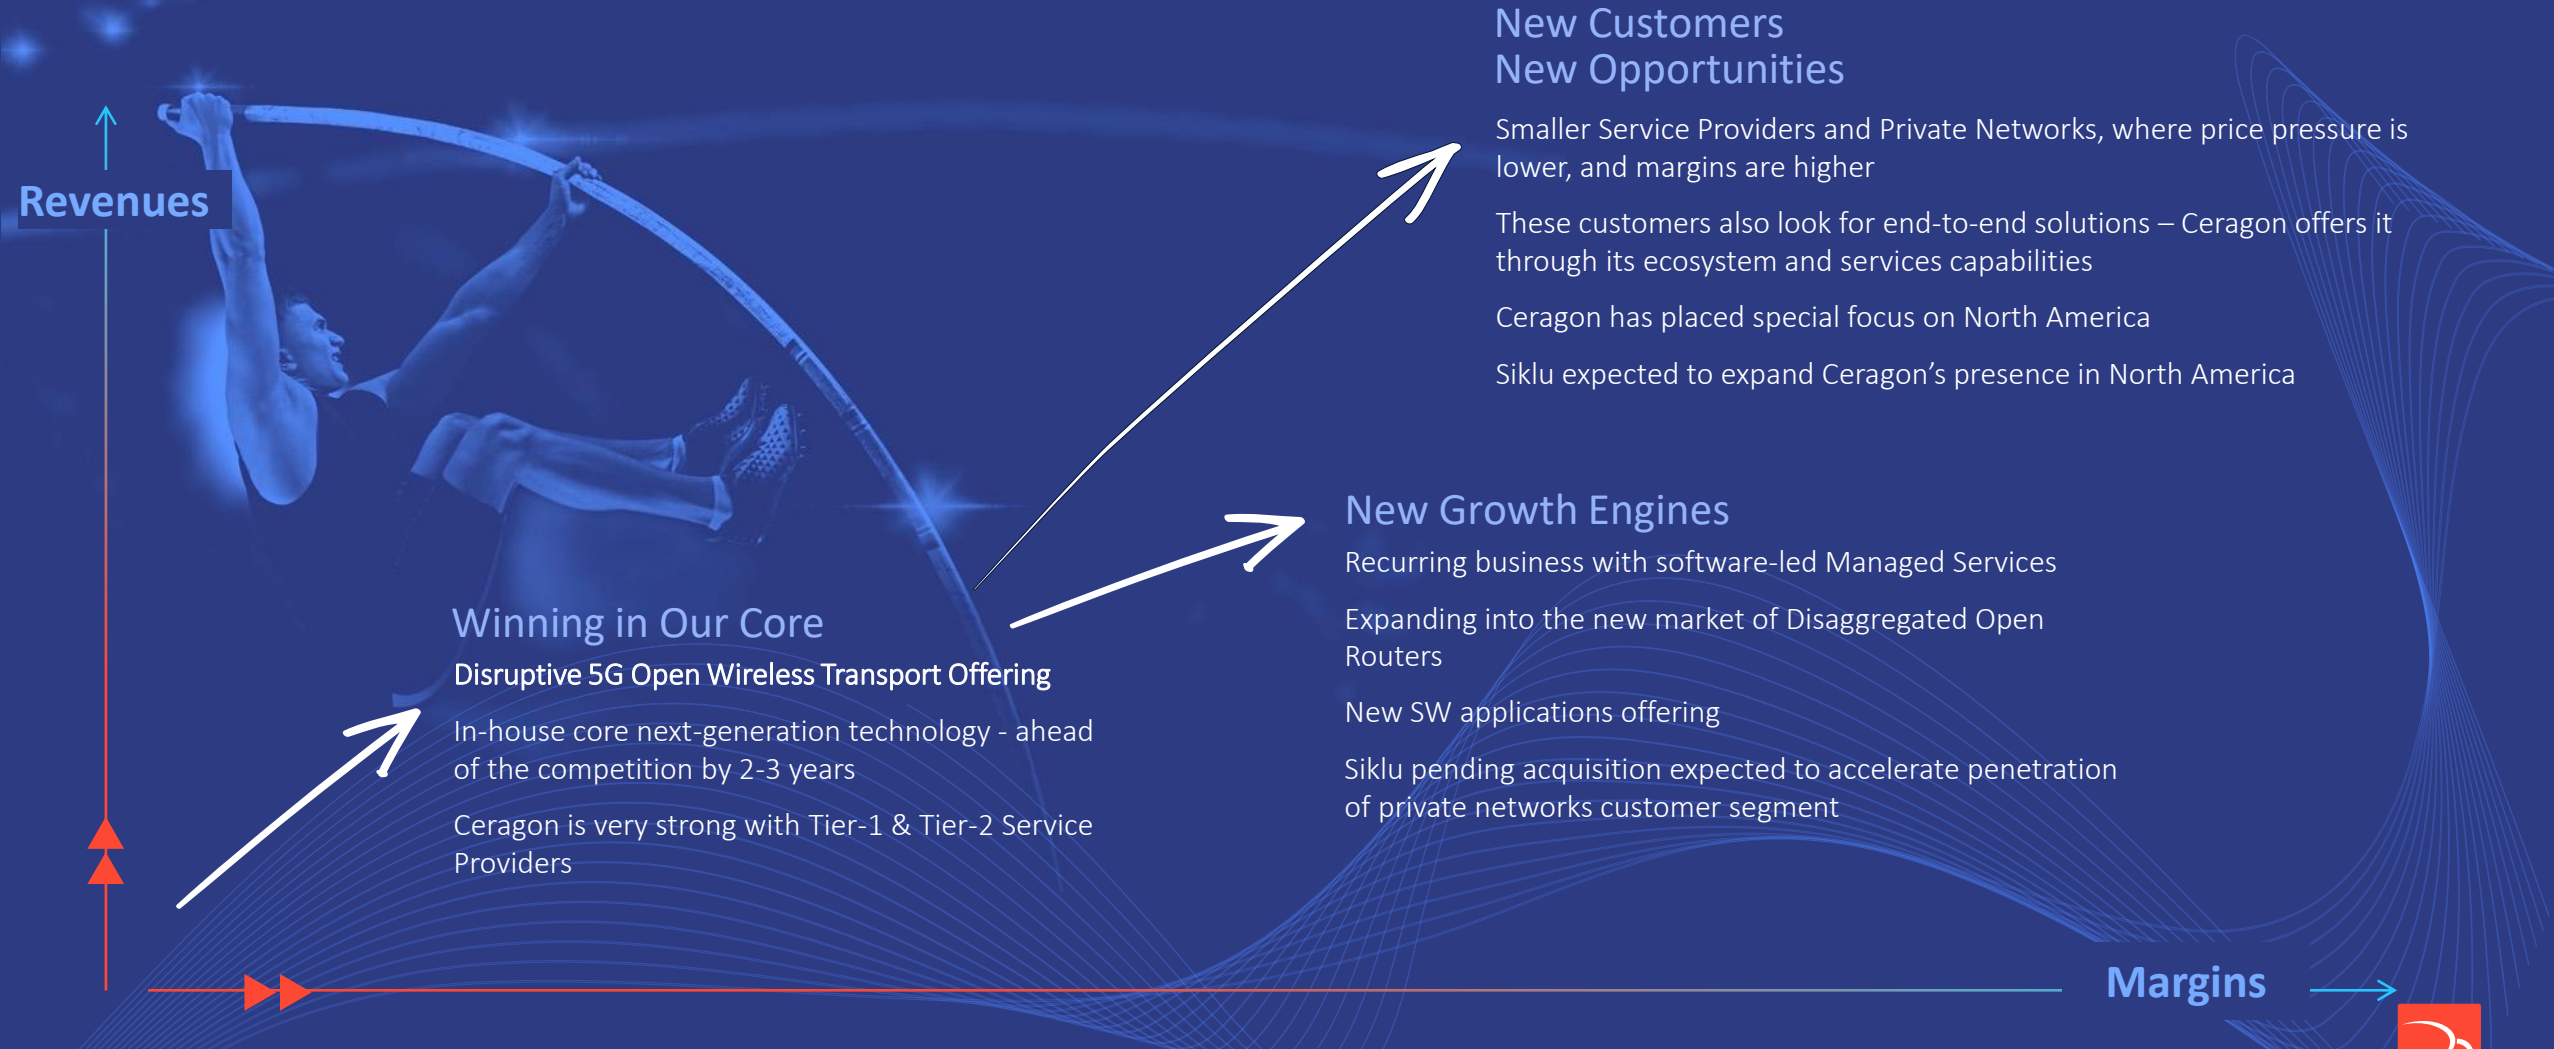 New Customers
New Opportunities
Smaller Service Providers and Private Networks, where price pressure is
lower, and margins are higher
These customers also look for end-to-end solutions – Ceragon offers it
through its ecosystem and services capabilities
Ceragon has placed special focus on North America
Siklu expected to expand Ceragon’s presence in North America
Revenues
New Growth Engines
Recurring business with software-led Managed Services
Expanding into the new market of Disaggregated Open
Routers
New SW applications offering
Siklu pending acquisition expected to accelerate penetration
of private networks customer segment
Winning in Our Core
Disruptive 5G Open Wireless Transport Offering
In-house core next-generation technology - ahead
of the competition by 2-3 years
Ceragon is very strong with Tier-1 & Tier-2 Service
Providers
Margins